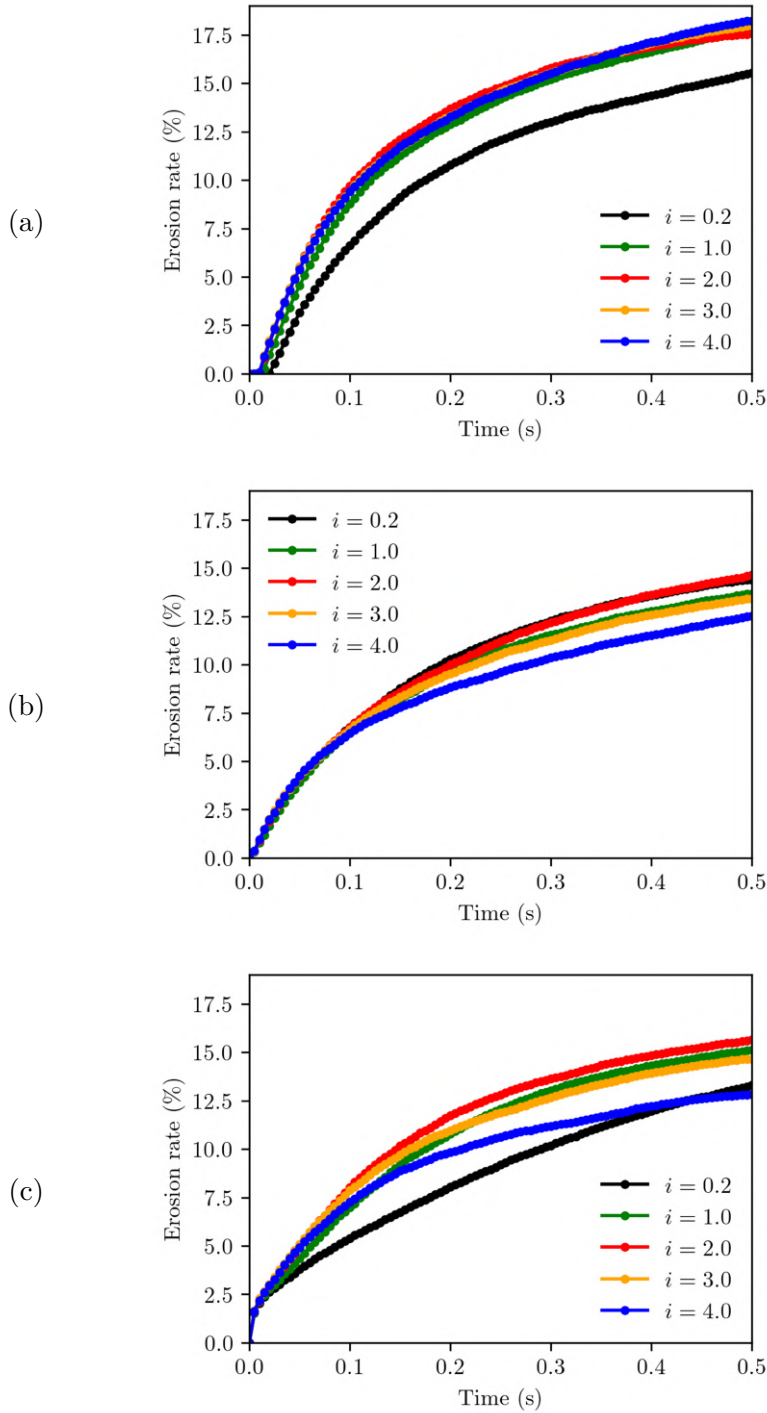 (a)
Erosion rate (%)
17.5
15.0
12.5
10.0
7.5
5.0
2.5
0.0
i = 0.2
i = 1.0
i = 2.0
i = 3.0
i = 4.0
0.0 0.1 0.2 0.3 0.4 0.5
Time (s)
(b)
Erosion rate (%)
17.5
15.0
12.5
10.0
7.5
5.0
2.5
0.0
i = 0.2
i = 1.0
i = 2.0
i = 3.0
i = 4.0
0.0 0.1 0.2 0.3 0.4 0.5
Time (s)
(c)
Erosion rate (%)
17.5
15.0
12.5
10.0
7.5
5.0
2.5
0.0
i = 0.2
i = 1.0
i = 2.0
i = 3.0
i = 4.0
0.0 0.1 0.2 0.3 0.4 0.5
Time (s)